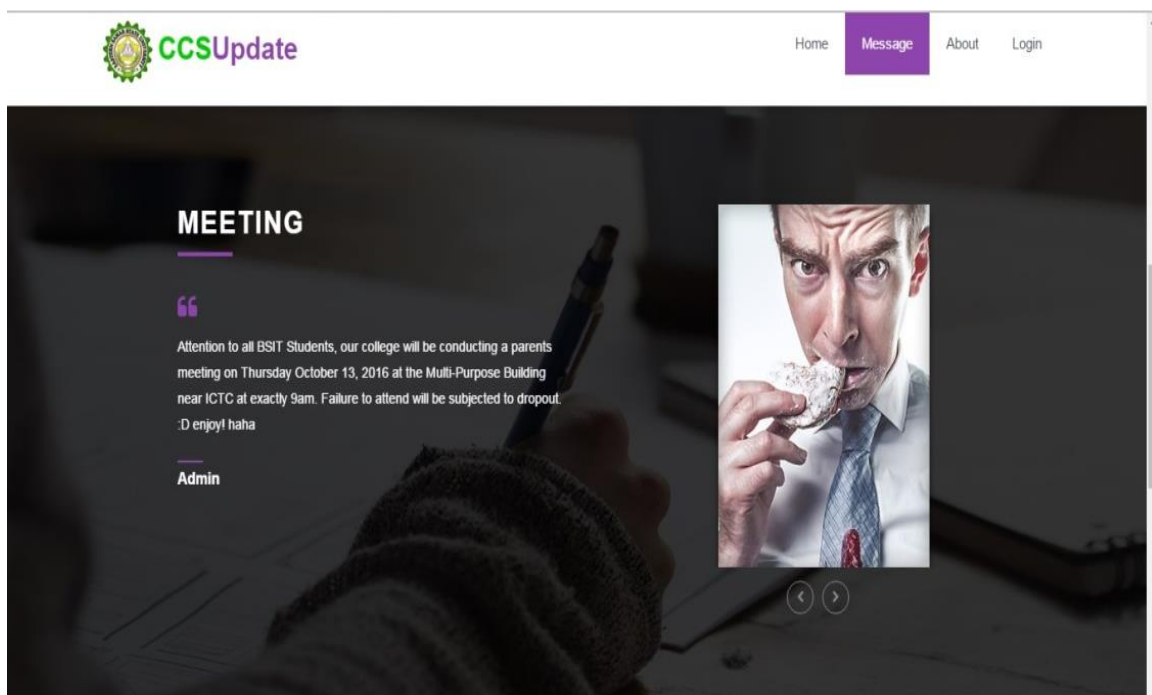 CCSUpdate
Home Message About Login
MEETING
Attention to all BSIT Students, our college will be conducting a parents
meeting on Thursday October 13, 2016 at the Multi-Purpose Building
near ICTC at exactly 9am. Failure to attend will be subjected to dropout.
:D enjoy! haha
Admin